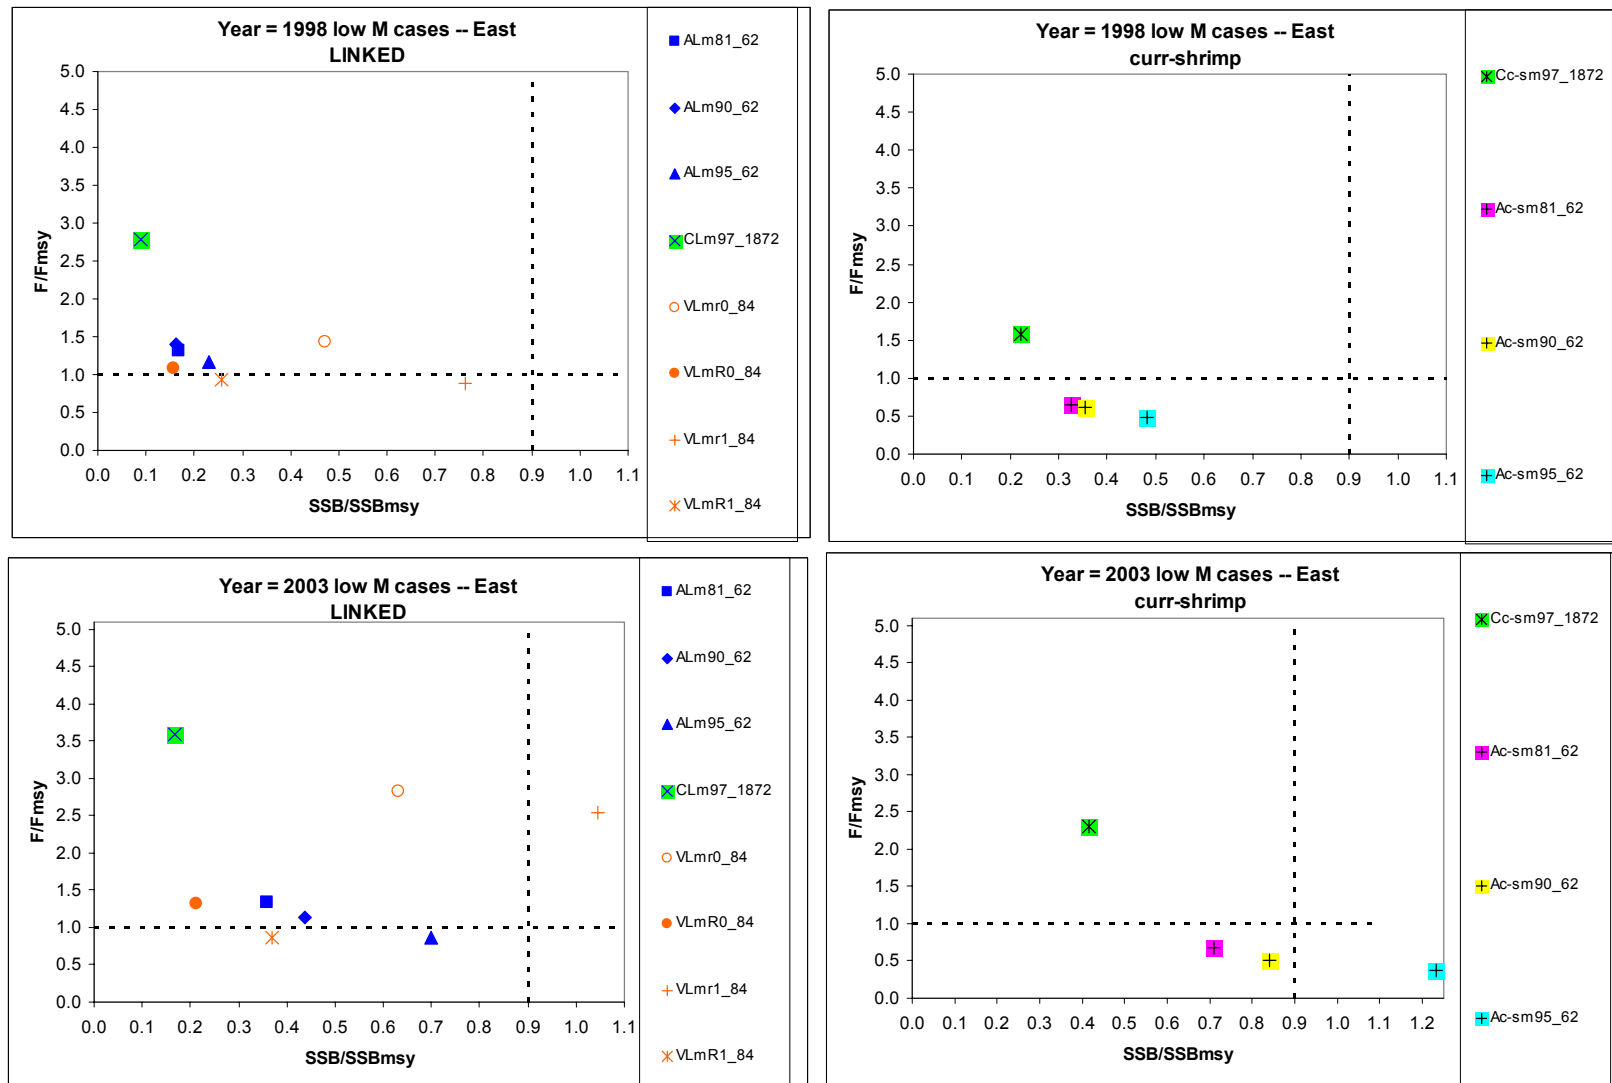 Year = 1998 low M cases -- East
LINKED
5.0
4.5
4.0
3.5
3.0
2.5
2.0
1.5
1.0
0.5
0.0
F/Fmsy
0.0 0.1 0.2 0.3 0.4 0.5 0.6 0.7 0.8 0.9 1.0 1.1
SSB/SSBmsy
ALm81_62
ALm90_62
ALm95_62
CLm97_1872
VLmr0_84
VLmR0_84
VLmr1_84
VLmR1_84
Year = 1998 low M cases -- East
curr-shrimp
5.0
4.5
4.0
3.5
3.0
2.5
2.0
1.5
1.0
0.5
0.0
F/Fmsy
0.0 0.1 0.2 0.3 0.4 0.5 0.6 0.7 0.8 0.9 1.0 1.1
SSB/SSBmsy
Cc-sm97_1872
Ac-sm81_62
Ac-sm90_62
Ac-sm95_62
Year = 2003 low M cases -- East
LINKED
5.0
4.5
4.0
3.5
3.0
2.5
2.0
1.5
1.0
0.5
0.0
F/Fmsy
0.0 0.1 0.2 0.3 0.4 0.5 0.6 0.7 0.8 0.9 1.0 1.1
SSB/SSBmsy
ALm81_62
ALm90_62
ALm95_62
CLm97_1872
VLmr0_84
VLmR0_84
VLmr1_84
VLmR1_84
Year = 2003 low M cases -- East
curr-shrimp
5.0
4.5
4.0
3.5
3.0
2.5
2.0
1.5
1.0
0.5
0.0
F/Fmsy
0.0 0.1 0.2 0.3 0.4 0.5 0.6 0.7 0.8 0.9 1.0 1.1 1.2
SSB/SSBmsy
Cc-sm97_1872
Ac-sm81_62
Ac-sm90_62
Ac-sm95_62